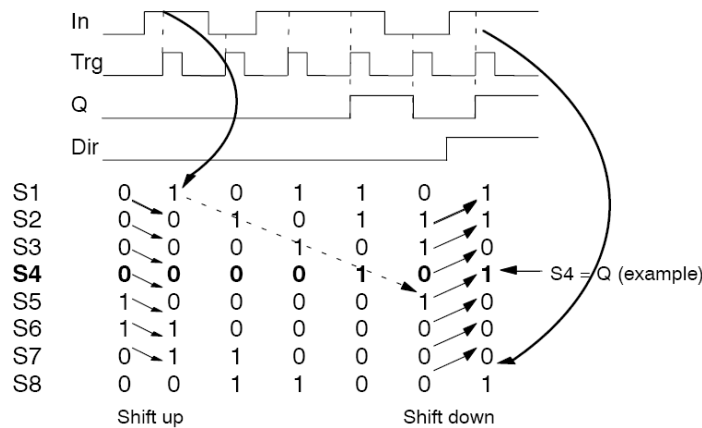 In
Trg
Q
Dir
S1 0 1 0 1 1 0 1
S2 0 0 1 0 1 1 1
S3 0 0 0 1 0 1 0
S4 0 0 0 0 1 0 1 S4 = Q (example)
S5 1 0 0 0 0 1 0
S6 1 1 0 0 0 0 0
S7 0 1 1 0 0 0 0
S8 0 0 1 1 0 0 1
Shift up Shift down